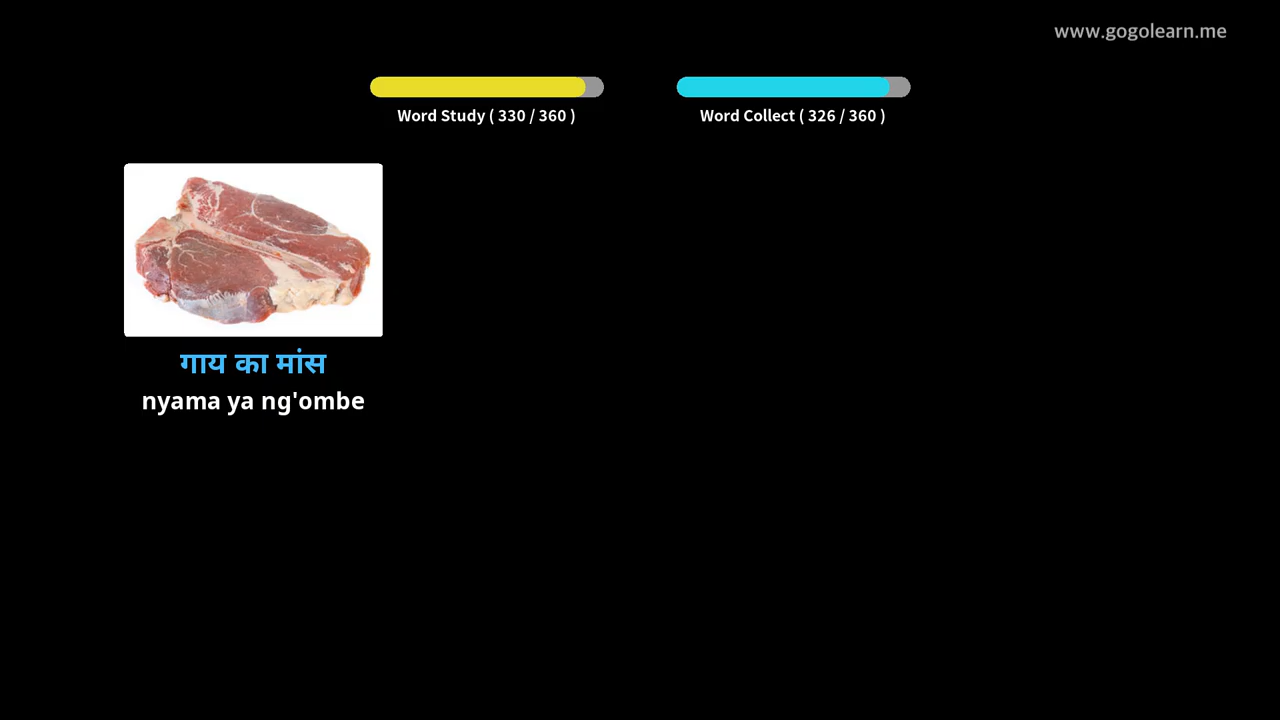 www.gogolearn.me
Word Study ( 330 / 360 )
Word Collect ( 326 / 360 )
गाय का मांस
nyama ya ng'ombe